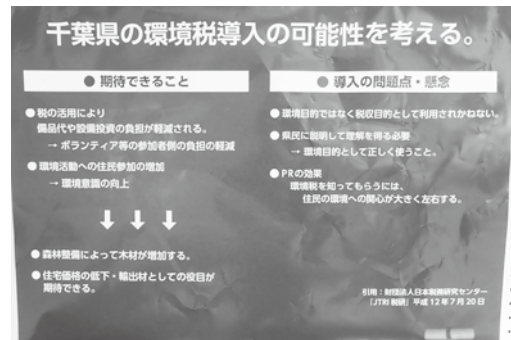 千葉県の環境税導入の可能性を考える。
● 期待できること
● 税の活用により
備品代や設備投資の負担が軽減される。
→ ボランティア等の参加者側の負担の軽減
● 環境活動への住民参加の増加
→ 環境意識の向上
↓ ↓ ↓
● 森林整備によって木材が増加する。
● 住宅価格の低下・輸出材としての役目が
期待できる。
● 導入の問題点・懸念
● 環境目的ではなく税収目的として利用されかねない。
● 県民に説明して理解を得る必要
→ 環境目的として正しく使うこと。
● PRの効果
環境税を知ってもらうには、
住民の環境への関心が大きく左右する。
引用：財団法人日本税務研究センター
「JTRI 税研」平成12年7月20日